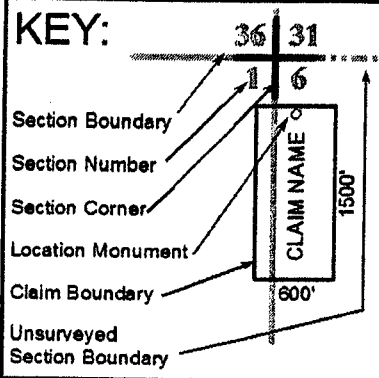 KEY:
36 31
1 6
Section Boundary
Section Number
Section Corner
Location Monument
Claim Boundary
Unsurveyed
Section Boundary
CLAIM NAME
1500'
600'